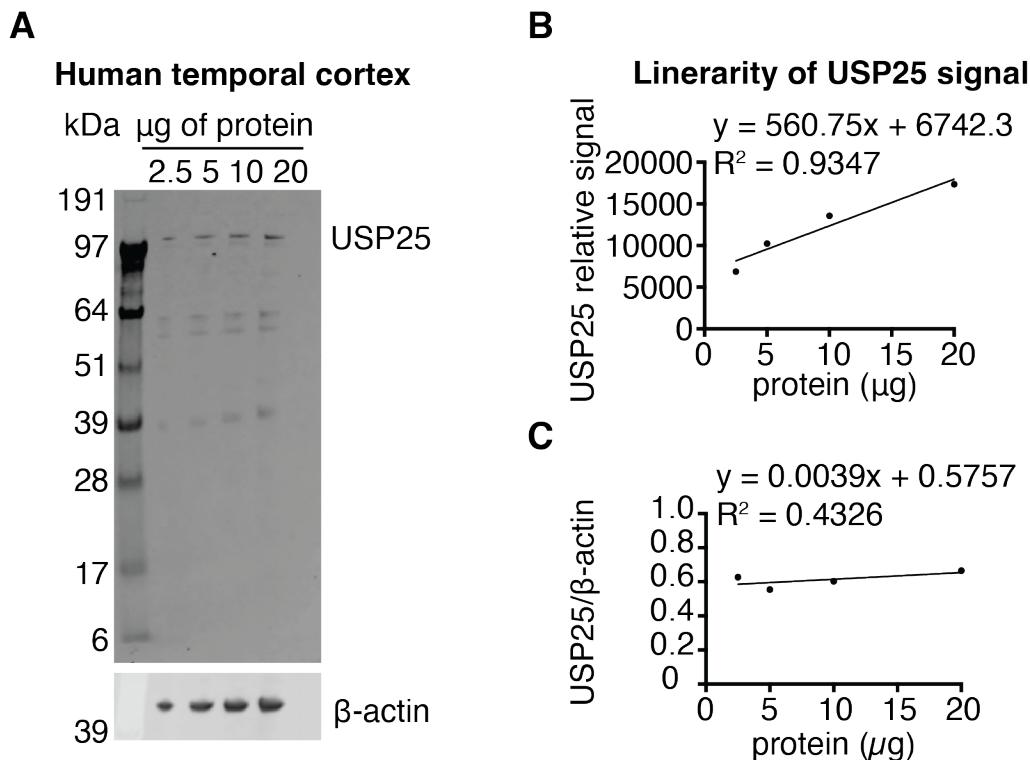 A
Human temporal cortex
kDa µg of protein
2.5 5 10 20
191
97
64
51
39
28
17
6
USP25
39
β-actin
B
Linerarity of USP25 signal
y = 560.75x + 6742.3
R² = 0.9347
USP25 relative signal
20000
15000
10000
5000
0
0 5 10 15 20
protein (µg)
C
y = 0.0039x + 0.5757
R² = 0.4326
USP25/β-actin
1.0
0.8
0.6
0.4
0.2
0
0 5 10 15 20
protein (µg)